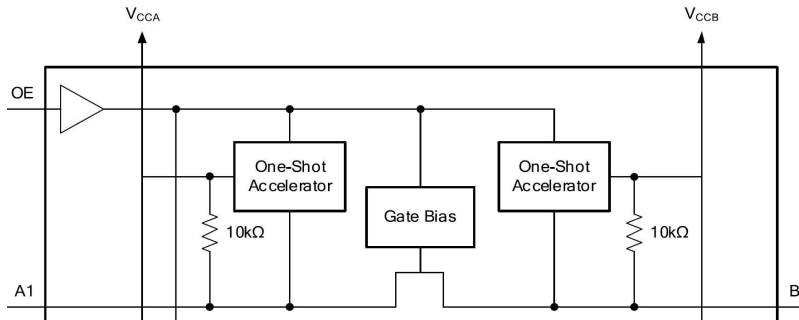 VCCA
VCCB
OE
One-Shot
Accelerator
One-Shot
Accelerator
Gate Bias
10kΩ
10kΩ
A1
B